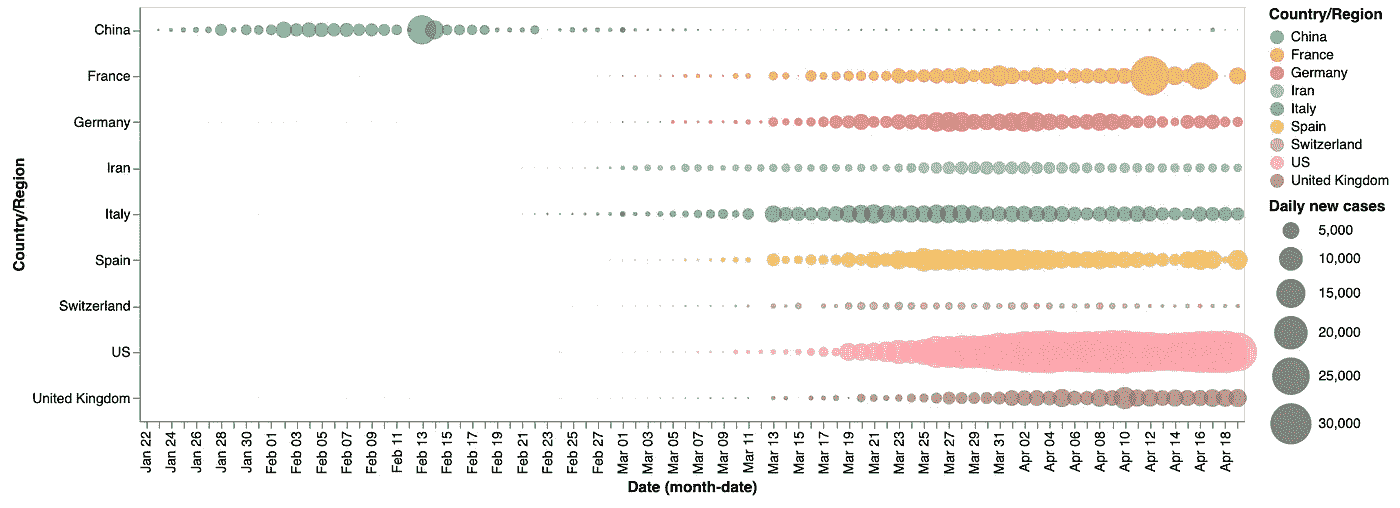 Country/Region
China
France
Germany
Iran
Italy
Spain
Switzerland
US
United Kingdom
Jan 22
Jan 24
Jan 26
Jan 28
Jan 30
Feb 01
Feb 03
Feb 05
Feb 07
Feb 09
Feb 11
Feb 13
Feb 15
Feb 17
Feb 19
Feb 21
Feb 23
Feb 25
Feb 27
Mar 01
Mar 03
Mar 05
Mar 07
Mar 09
Mar 11
Mar 13
Mar 15
Mar 17
Mar 19
Mar 21
Mar 23
Mar 25
Mar 27
Mar 29
Mar 31
Apr 02
Apr 04
Apr 06
Apr 08
Apr 10
Apr 12
Apr 14
Apr 16
Apr 18
Date (month-date)
Country/Region
China
France
Germany
Iran
Italy
Spain
Switzerland
US
United Kingdom
Daily new cases
5,000
10,000
15,000
20,000
25,000
30,000